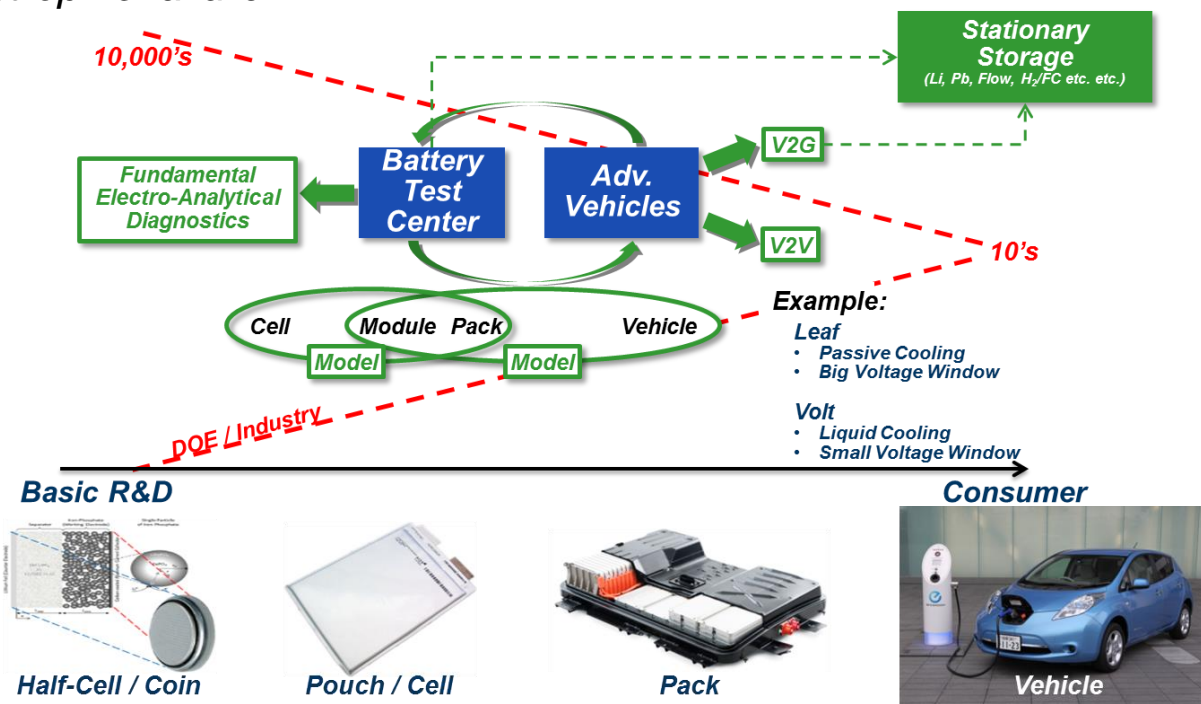 10,000's
Stationary
Storage
(Li, Pb, Flow, H₂/FC etc. etc.)
Battery
Test
Center
Adv.
Vehicles
V2G
Fundamental
Electro-Analytical
Diagnostics
V2V
10's
Example:
Cell
Module
Pack
Vehicle
Model
Model
Leaf
• Passive Cooling
• Big Voltage Window
DOE / Industry
Volt
• Liquid Cooling
• Small Voltage Window
Basic R&D
Consumer
Half-Cell / Coin
Pouch / Cell
Pack
Vehicle